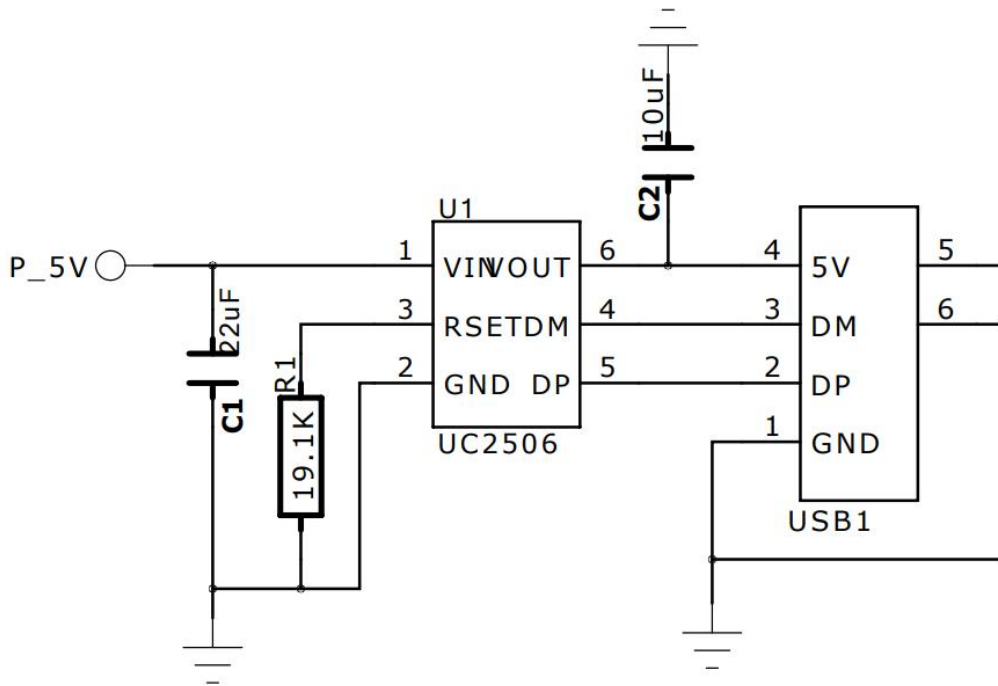 10uF
C2
U1
P_5V
1
VIN
VOUT
6
4
5V
5
22uF
3
RSET
DM
4
3
DM
6
C1
R1
19.1K
2
GND
DP
5
2
DP
UC2506
1
GND
USB1